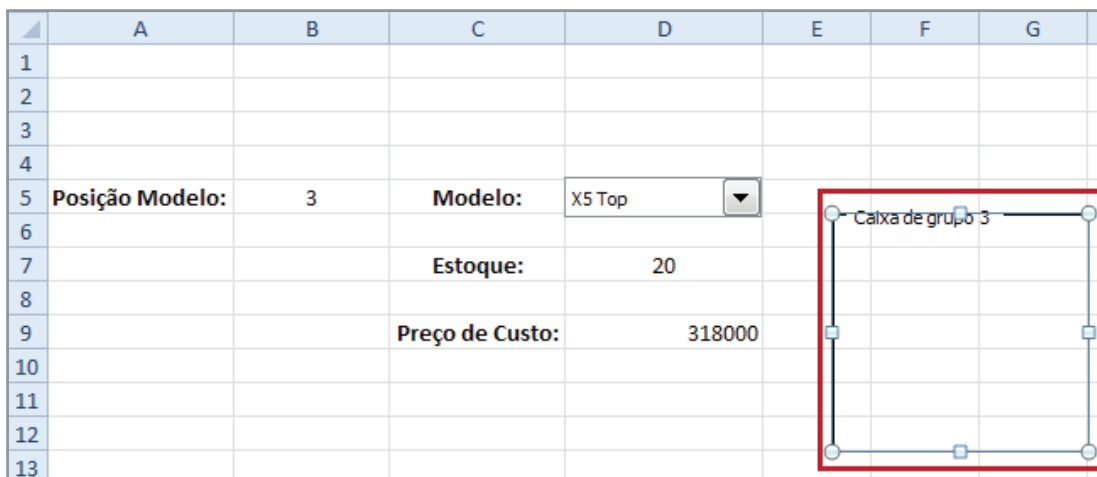 A B C D E F G
1
2
3
4
5 Posição Modelo: 3 Modelo: X5 Top
Caixa de grupo 3
6
7 Estoque: 20
8
9 Preço de Custo: 318000
10
11
12
13